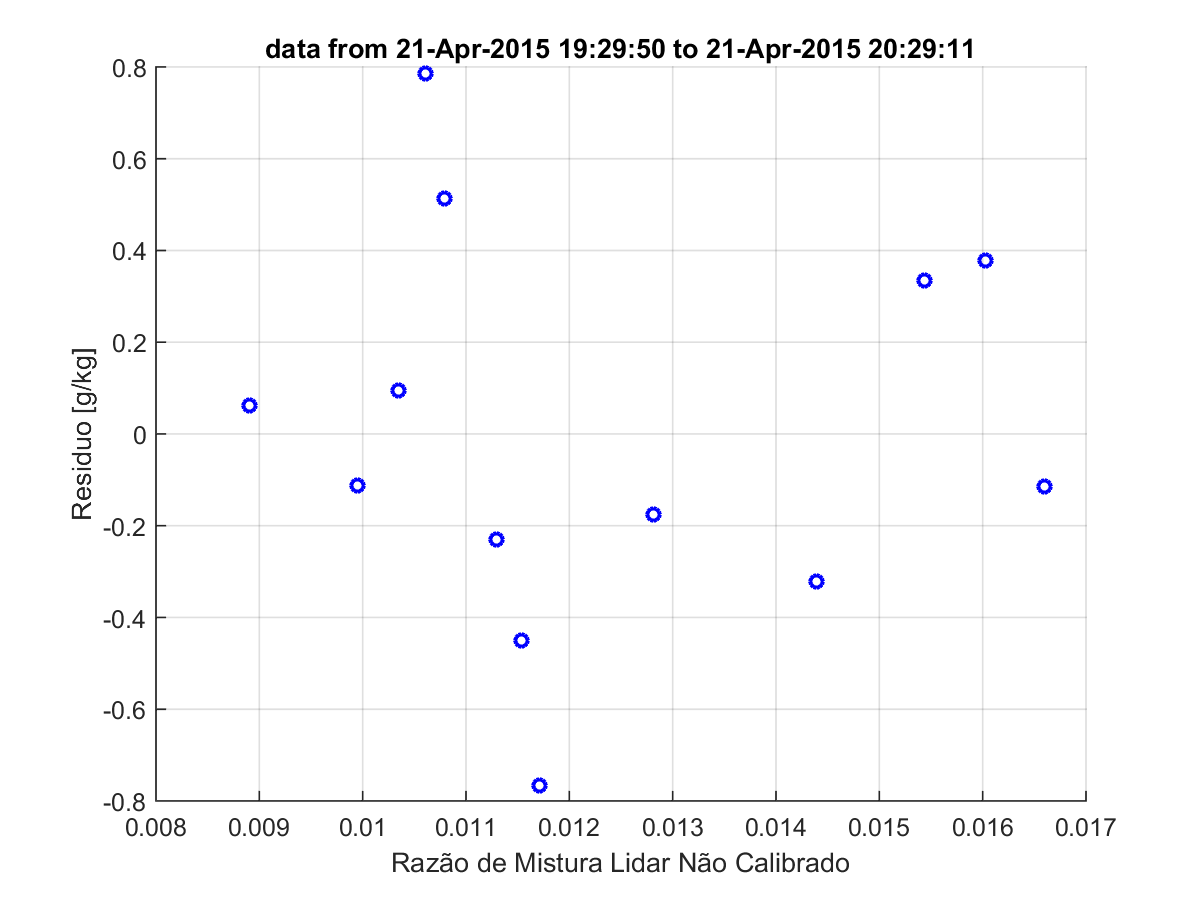 data from 21-Apr-2015 19:29:50 to 21-Apr-2015 20:29:11
0.8
0.6
0.4
0.2
0
-0.2
-0.4
-0.6
-0.8
Residuo [g/kg]
0.008 0.009 0.01 0.011 0.012 0.013 0.014 0.015 0.016 0.017
Razão de Mistura Lidar Não Calibrado